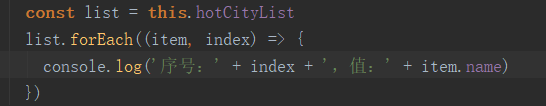 const list = this.hotCityList
list.forEach((item, index) => {
  console.log('序号：' + index + '，值：' + item.name)
})